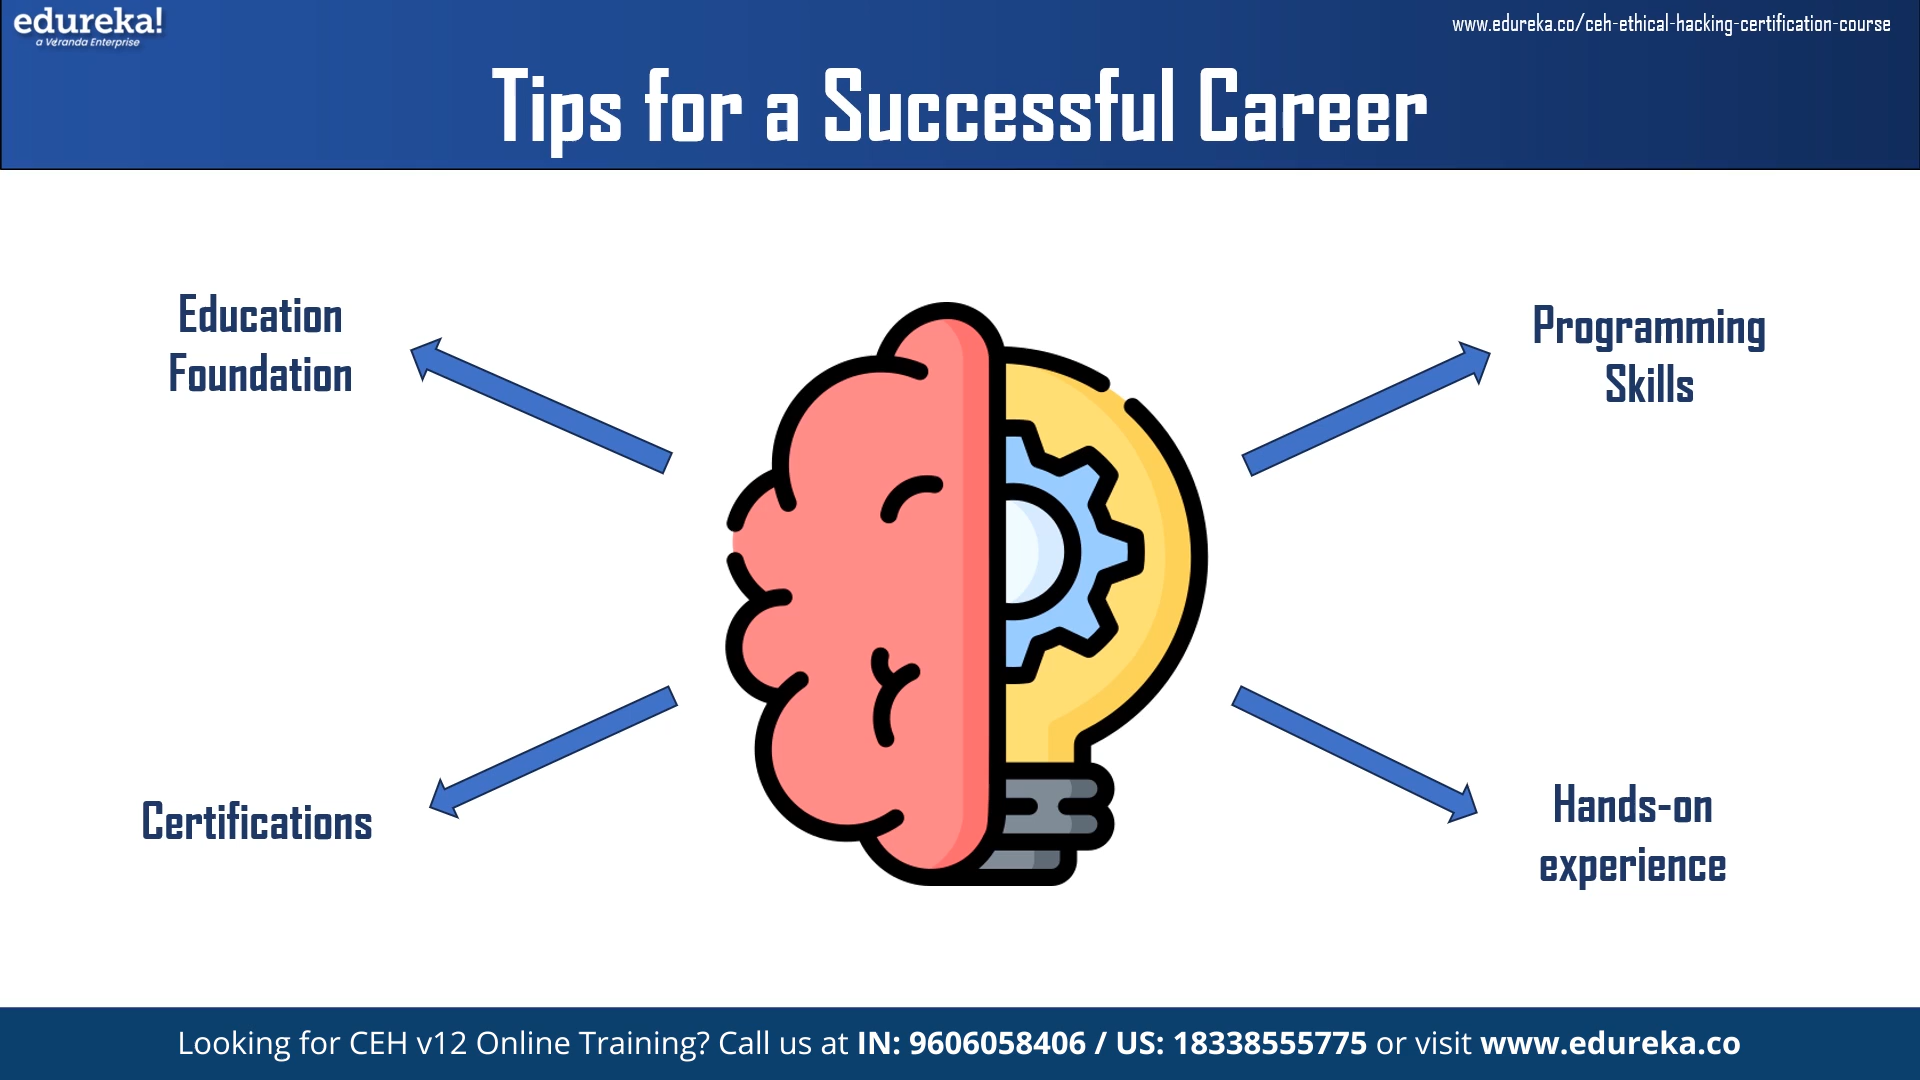 edureka!
a Veranda Enterprise
www.edureka.co/ceh-ethical-hacking-certification-course
Tips for a Successful Career
Education
Foundation
Programming
Skills
Certifications
Hands-on
experience
Looking for CEH v12 Online Training? Call us at IN: 9606058406 / US: 18338555775 or visit www.edureka.co